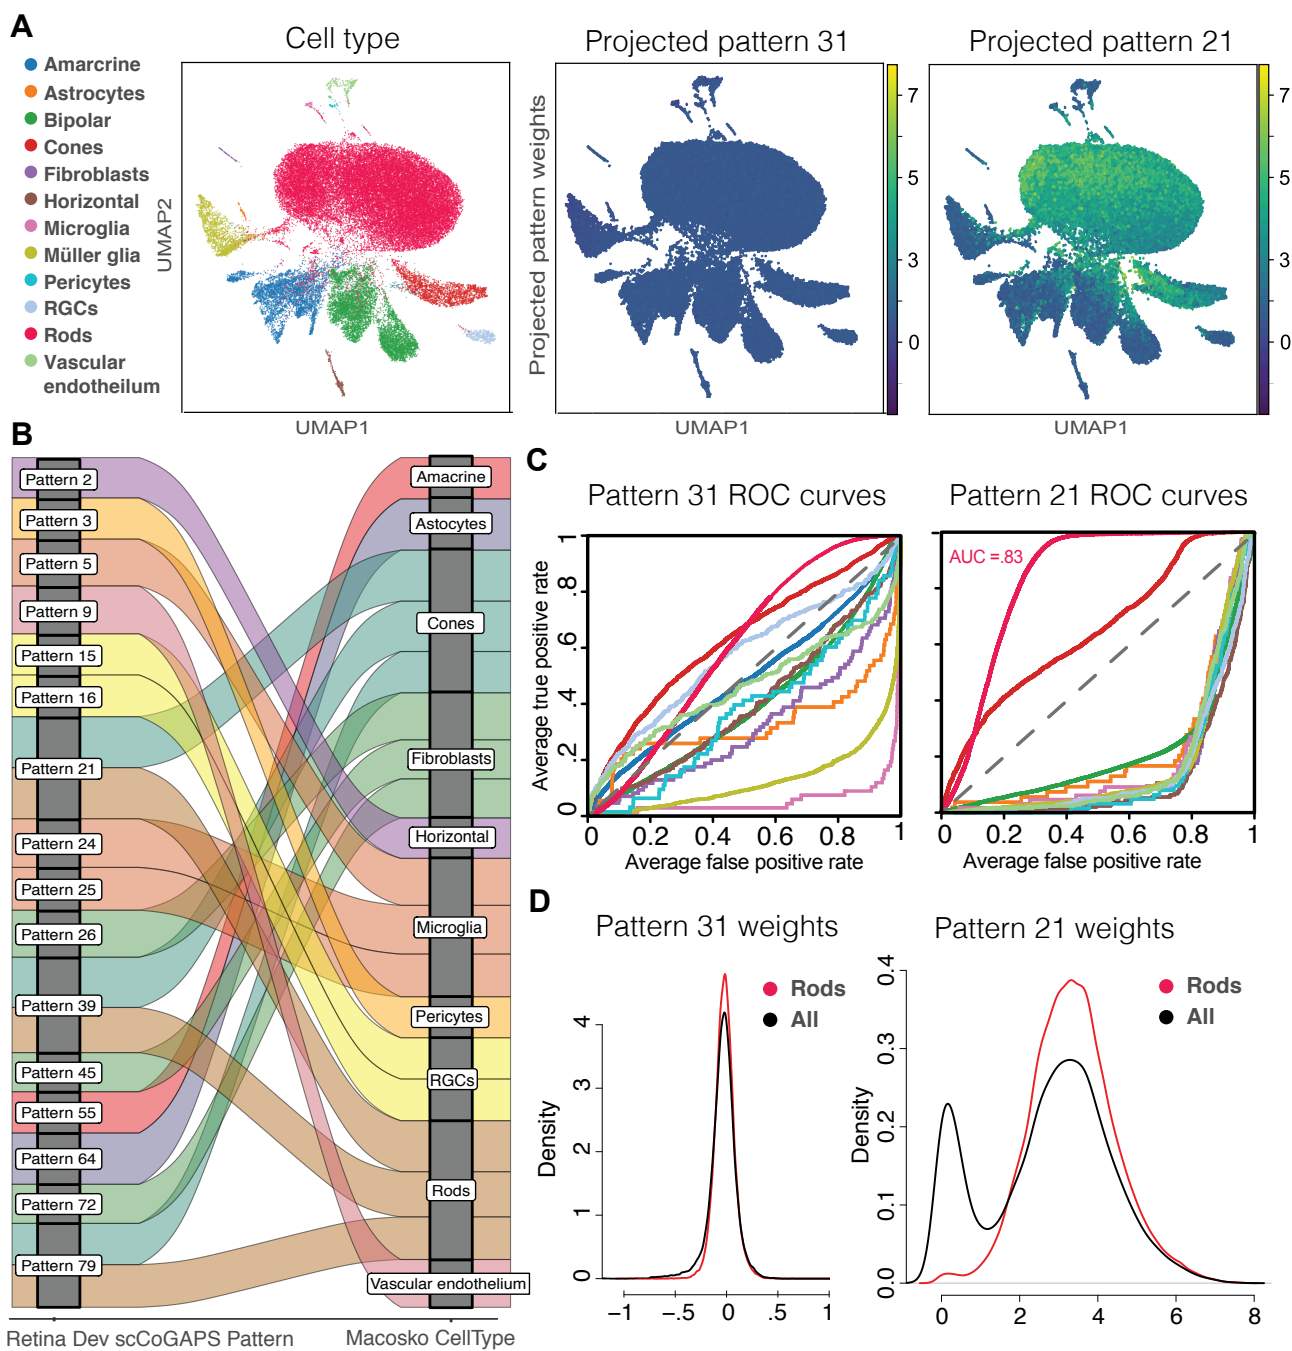 A
Cell type
Projected pattern 31
Projected pattern 21
Amarcrine
Astrocytes
Bipolar
Cones
Fibroblasts
Horizontal
Microglia
Müller glia
Pericytes
RGCs
Rods
Vascular
endotheilum
UMAP2
UMAP1
Projected pattern weights
7
5
3
0
UMAP1
7
5
3
0
UMAP1
B
Pattern 2
Pattern 3
Pattern 5
Pattern 9
Pattern 15
Pattern 16
Pattern 21
Pattern 24
Pattern 25
Pattern 26
Pattern 39
Pattern 45
Pattern 55
Pattern 64
Pattern 72
Pattern 79
Amacrine
Astocytes
Cones
Fibroblasts
Horizontal
Microglia
Pericytes
RGCs
Rods
Vascular endothelium
Retina Dev scCoGAPS Pattern
Macosko CellType
C
Pattern 31 ROC curves
Pattern 21 ROC curves
Average true positive rate
1
.8
.6
.4
.2
0
0 0.2 0.4 0.6 0.8 1
Average false positive rate
AUC =.83
0 0.2 0.4 0.6 0.8 1
Average false positive rate
D
Pattern 31 weights
Pattern 21 weights
Rods
All
Density
4
3
2
1
0
−1 −.5 0 .5 1
Rods
All
Density
0.4
0.3
0.2
0.1
0.0
0 2 4 6 8